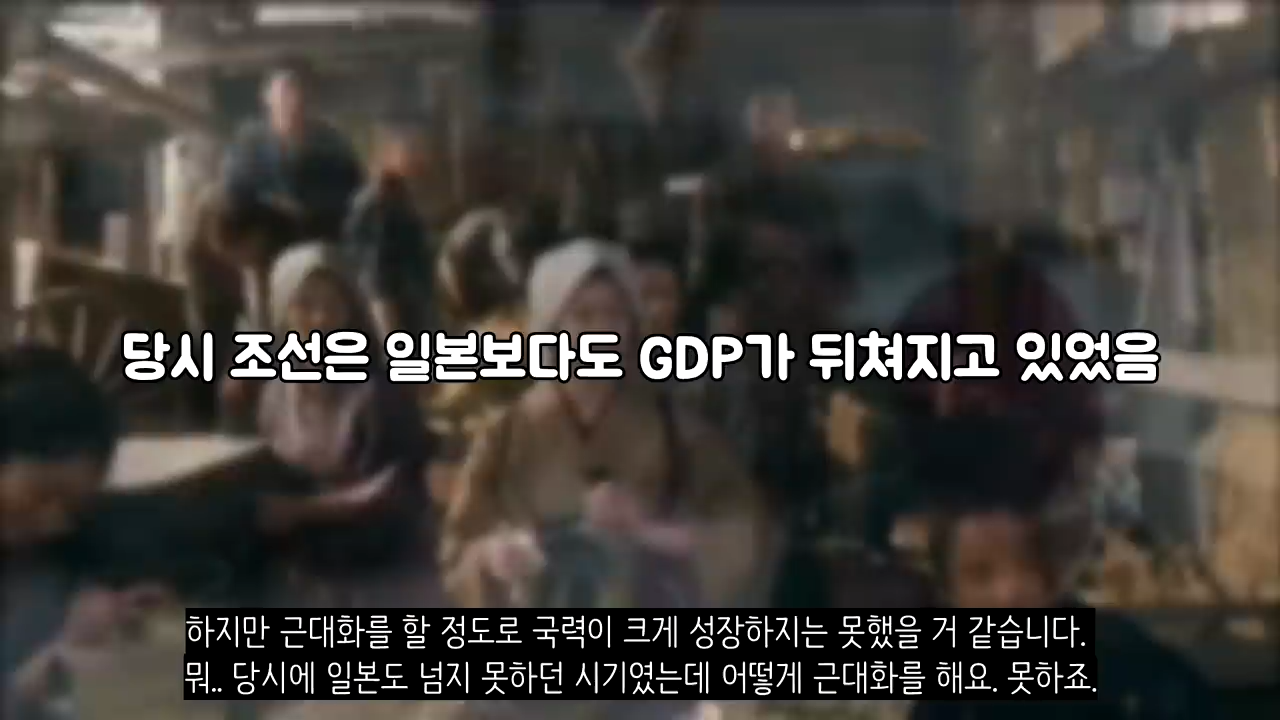 당시 조선은 일본보다도 GDP가 뒤쳐지고 있었음
하지만 근대화를 할 정도로 국력이 크게 성장하지는 못했을 거 같습니다.
뭐.. 당시에 일본도 넘지 못하던 시기였는데 어떻게 근대화를 해요. 못하죠.